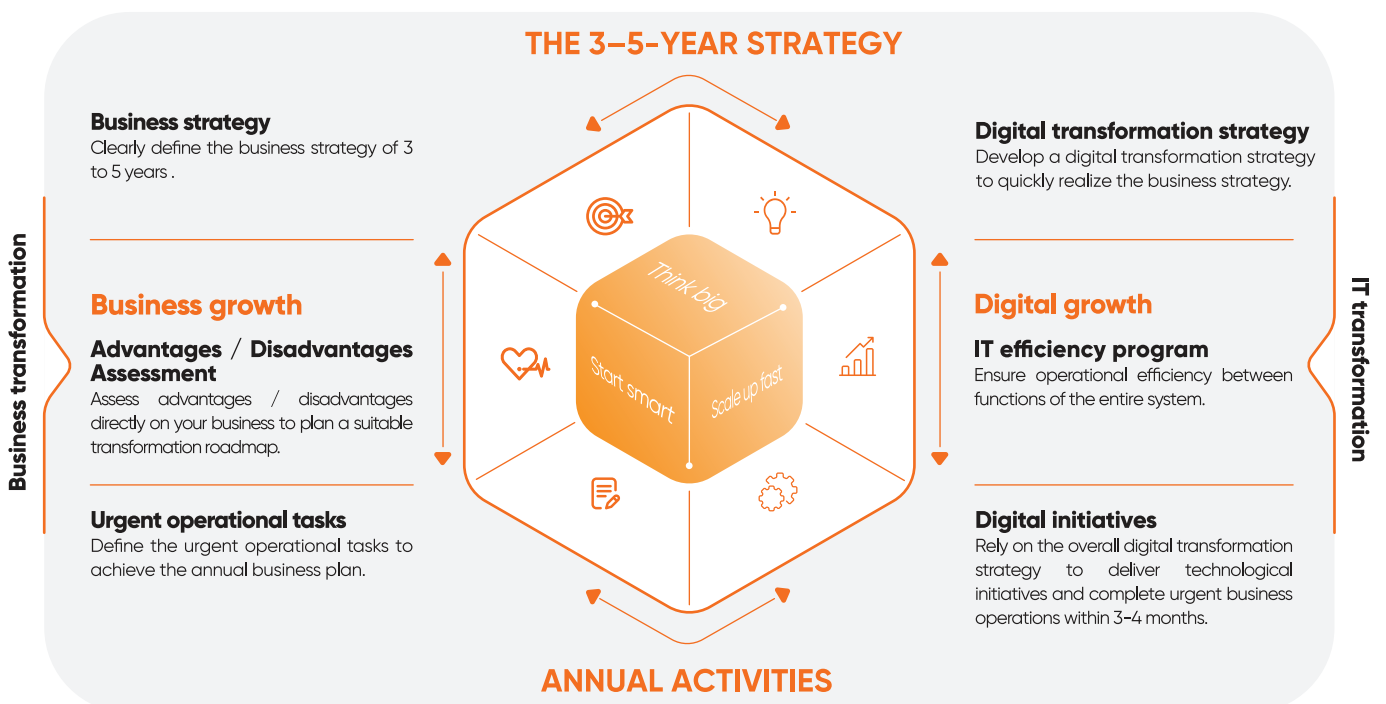 THE 3–5-YEAR STRATEGY
Business transformation
Business strategy
Clearly define the business strategy of 3
to 5 years .
Business growth
Advantages / Disadvantages
Assessment
Assess advantages / disadvantages
directly on your business to plan a suitable
transformation roadmap.
Urgent operational tasks
Define the urgent operational tasks to
achieve the annual business plan.
Think big
Start smart
Scale up fast
Digital transformation strategy
Develop a digital transformation strategy
to quickly realize the business strategy.
Digital growth
IT efficiency program
Ensure operational efficiency between
functions of the entire system.
Digital initiatives
Rely on the overall digital transformation
strategy to deliver technological
initiatives and complete urgent business
operations within 3-4 months.
IT transformation
ANNUAL ACTIVITIES